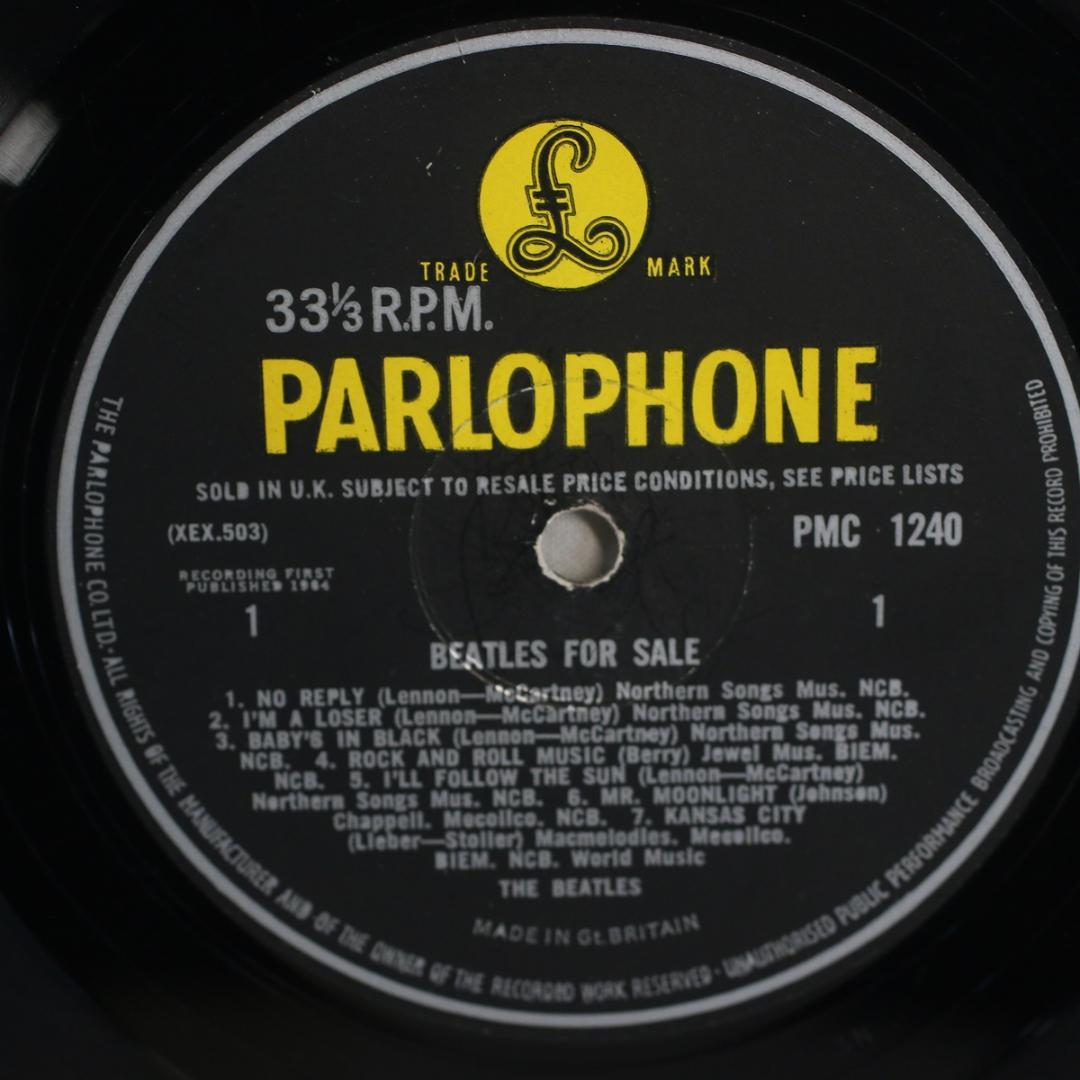 £
TRADE MARK
33⅓ R.P.M.
PARLOPHONE
SOLD IN U.K. SUBJECT TO RESALE PRICE CONDITIONS, SEE PRICE LISTS
(XEX.503)
PMC 1240
RECORDING FIRST
PUBLISHED 1964
1
1
BEATLES FOR SALE
1. NO REPLY (Lennon—McCartney) Northern Songs Mus. NCB.
2. I'M A LOSER (Lennon—McCartney) Northern Songs Mus. NCB.
3. BABY'S IN BLACK (Lennon—McCartney) Northern Songs Mus.
NCB. 4. ROCK AND ROLL MUSIC (Berry) Jewel Mus. BIEM.
NCB. 5. I'LL FOLLOW THE SUN (Lennon—McCartney)
Northern Songs Mus. NCB. 6. MR. MOONLIGHT (Johnson)
Chappell. Mecolico. NCB. 7. KANSAS CITY
(Lieber—Stoller) Macmelodies. Mecolico.
BIEM. NCB. World Music
THE BEATLES
MADE IN Gt. BRITAIN
THE PARLOPHONE CO. LTD. · ALL RIGHTS OF THE MANUFACTURER AND OF THE OWNER OF THE RECORDED WORK RESERVED · UNAUTHORISED PUBLIC PERFORMANCE BROADCASTING AND COPYING OF THIS RECORD PROHIBITED